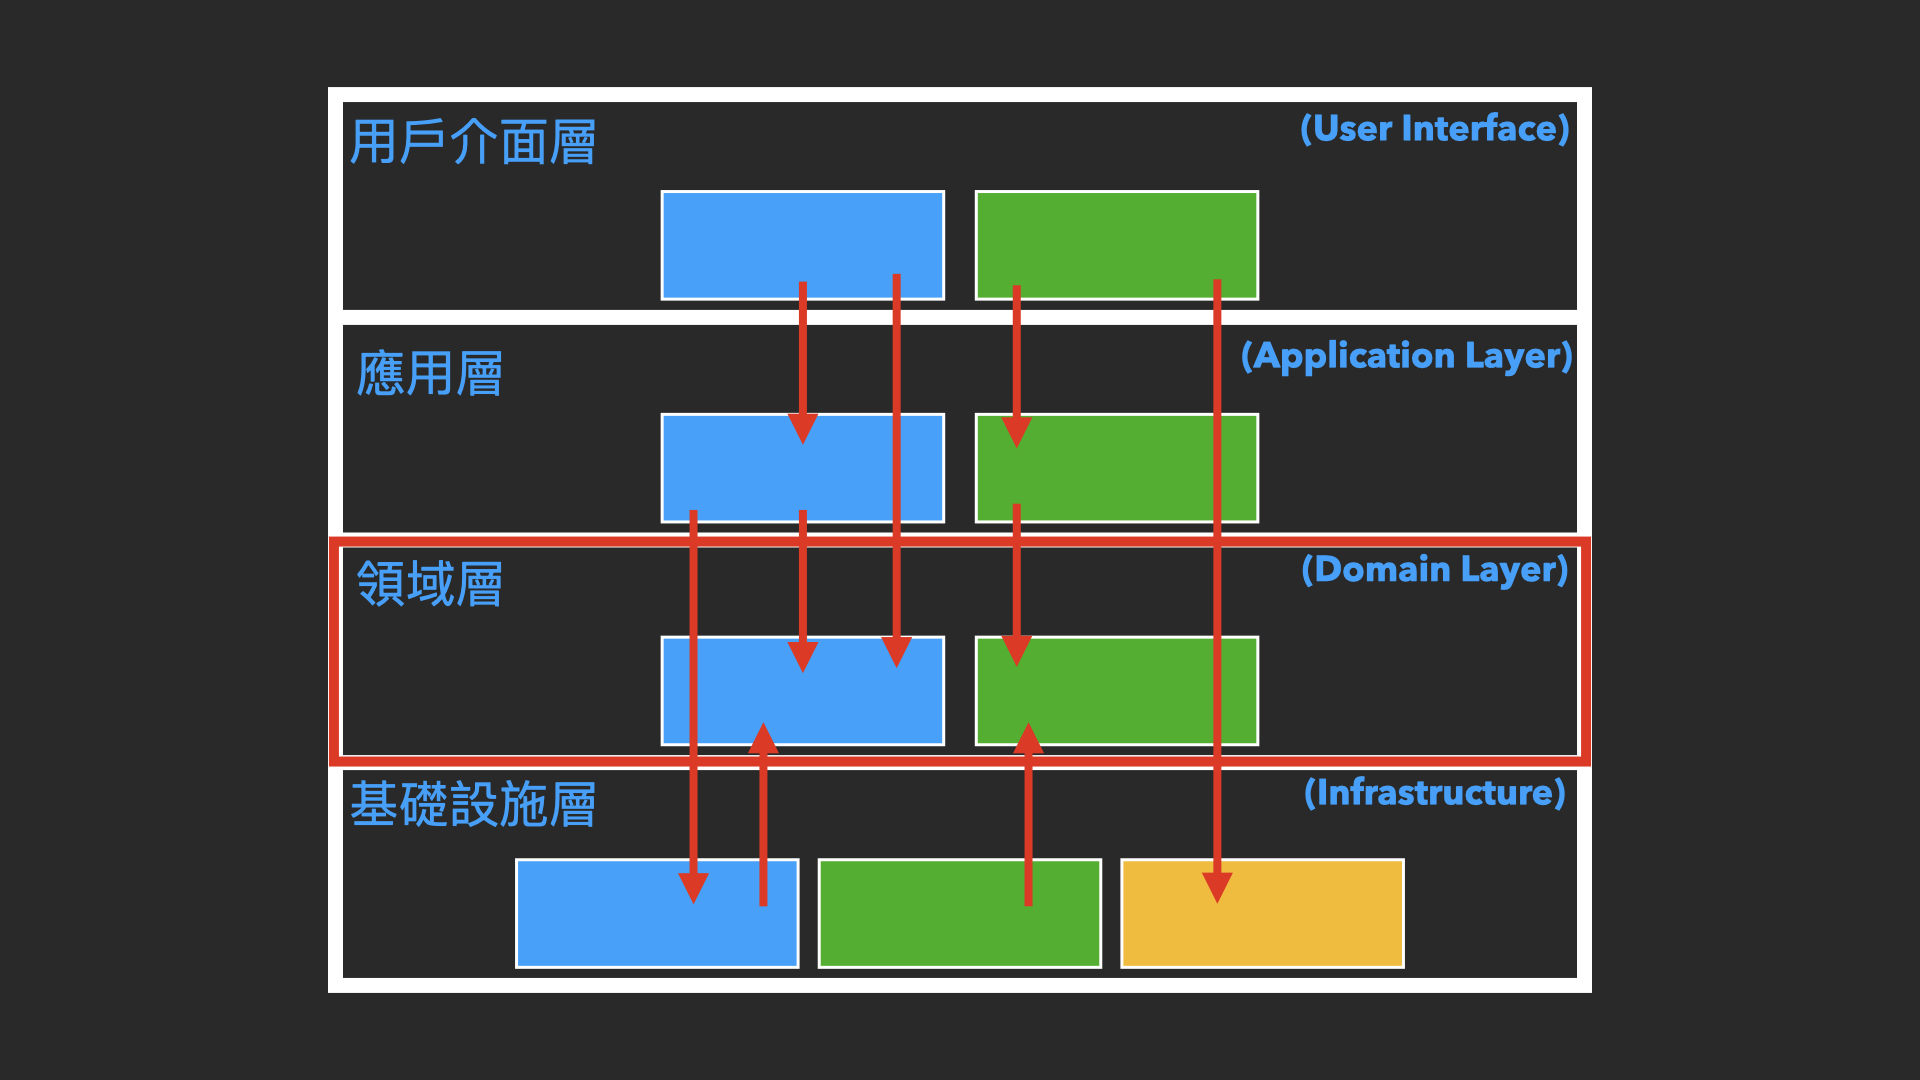 用戶介面層
(User Interface)
應用層
(Application Layer)
領域層
(Domain Layer)
基礎設施層
(Infrastructure)